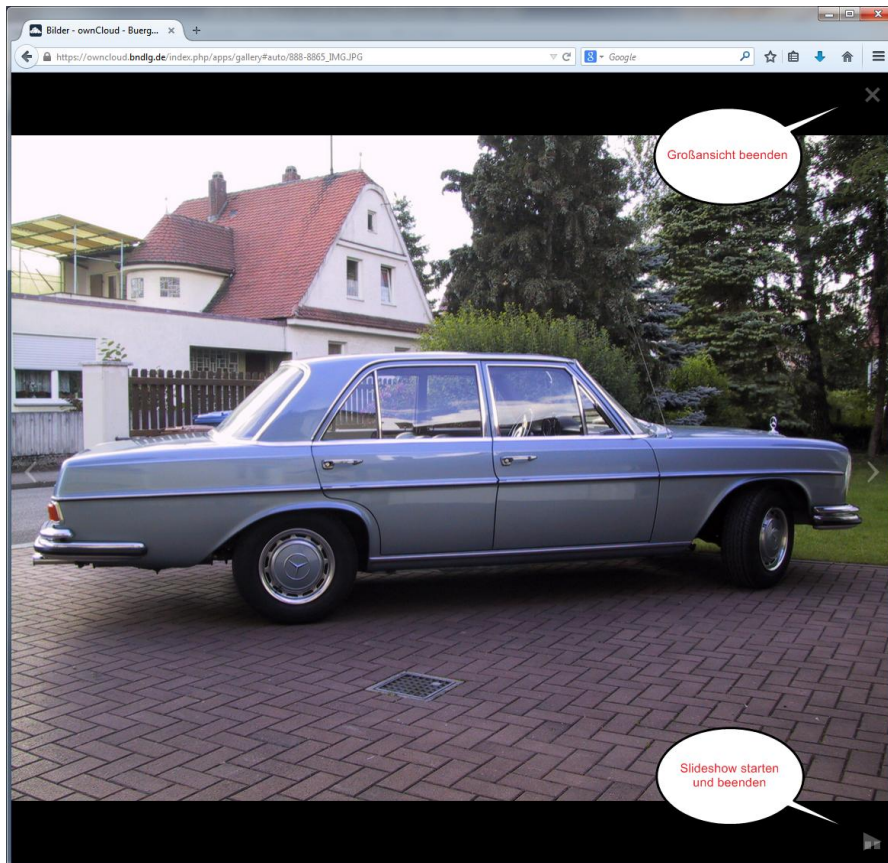 Bilder - ownCloud - Buerg...
https://owncloud.bndlg.de/index.php/apps/gallery#auto/888-8865_IMG.JPG
Google
Großansicht beenden
Slideshow starten
und beenden